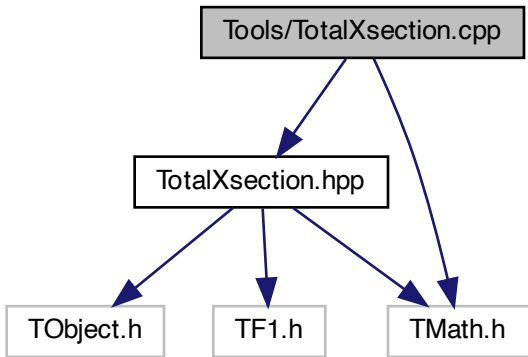 Tools/TotalXsection.cpp
TotalXsection.hpp
TObject.h
TF1.h
TMath.h